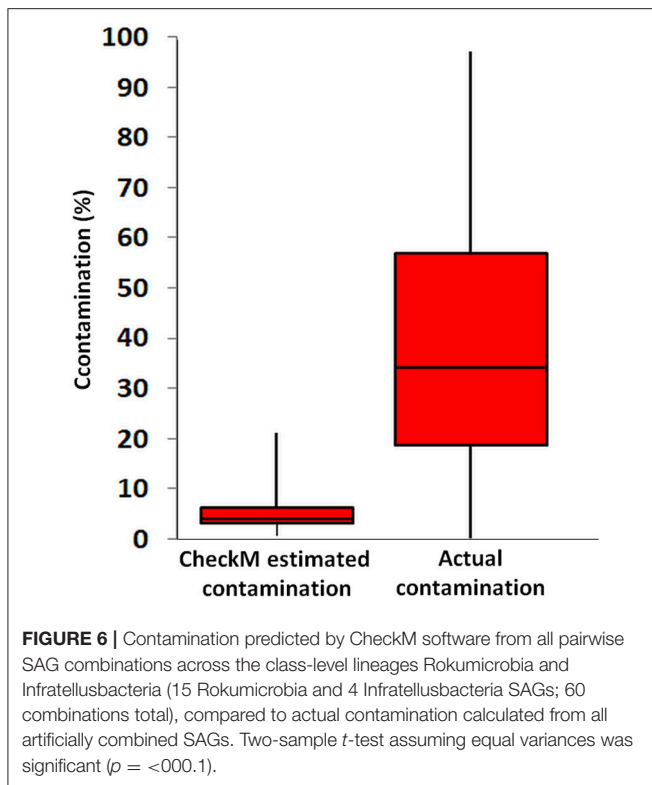 100
90
80
70
60
50
40
30
20
10
0
Ccontamination (%)
CheckM estimated
contamination
Actual
contamination
FIGURE 6 | Contamination predicted by CheckM software from all pairwise
SAG combinations across the class-level lineages Rokumicrobia and
Infratellusbacteria (15 Rokumicrobia and 4 Infratellusbacteria SAGs; 60
combinations total), compared to actual contamination calculated from all
artificially combined SAGs. Two-sample t-test assuming equal variances was
significant (p = <000.1).